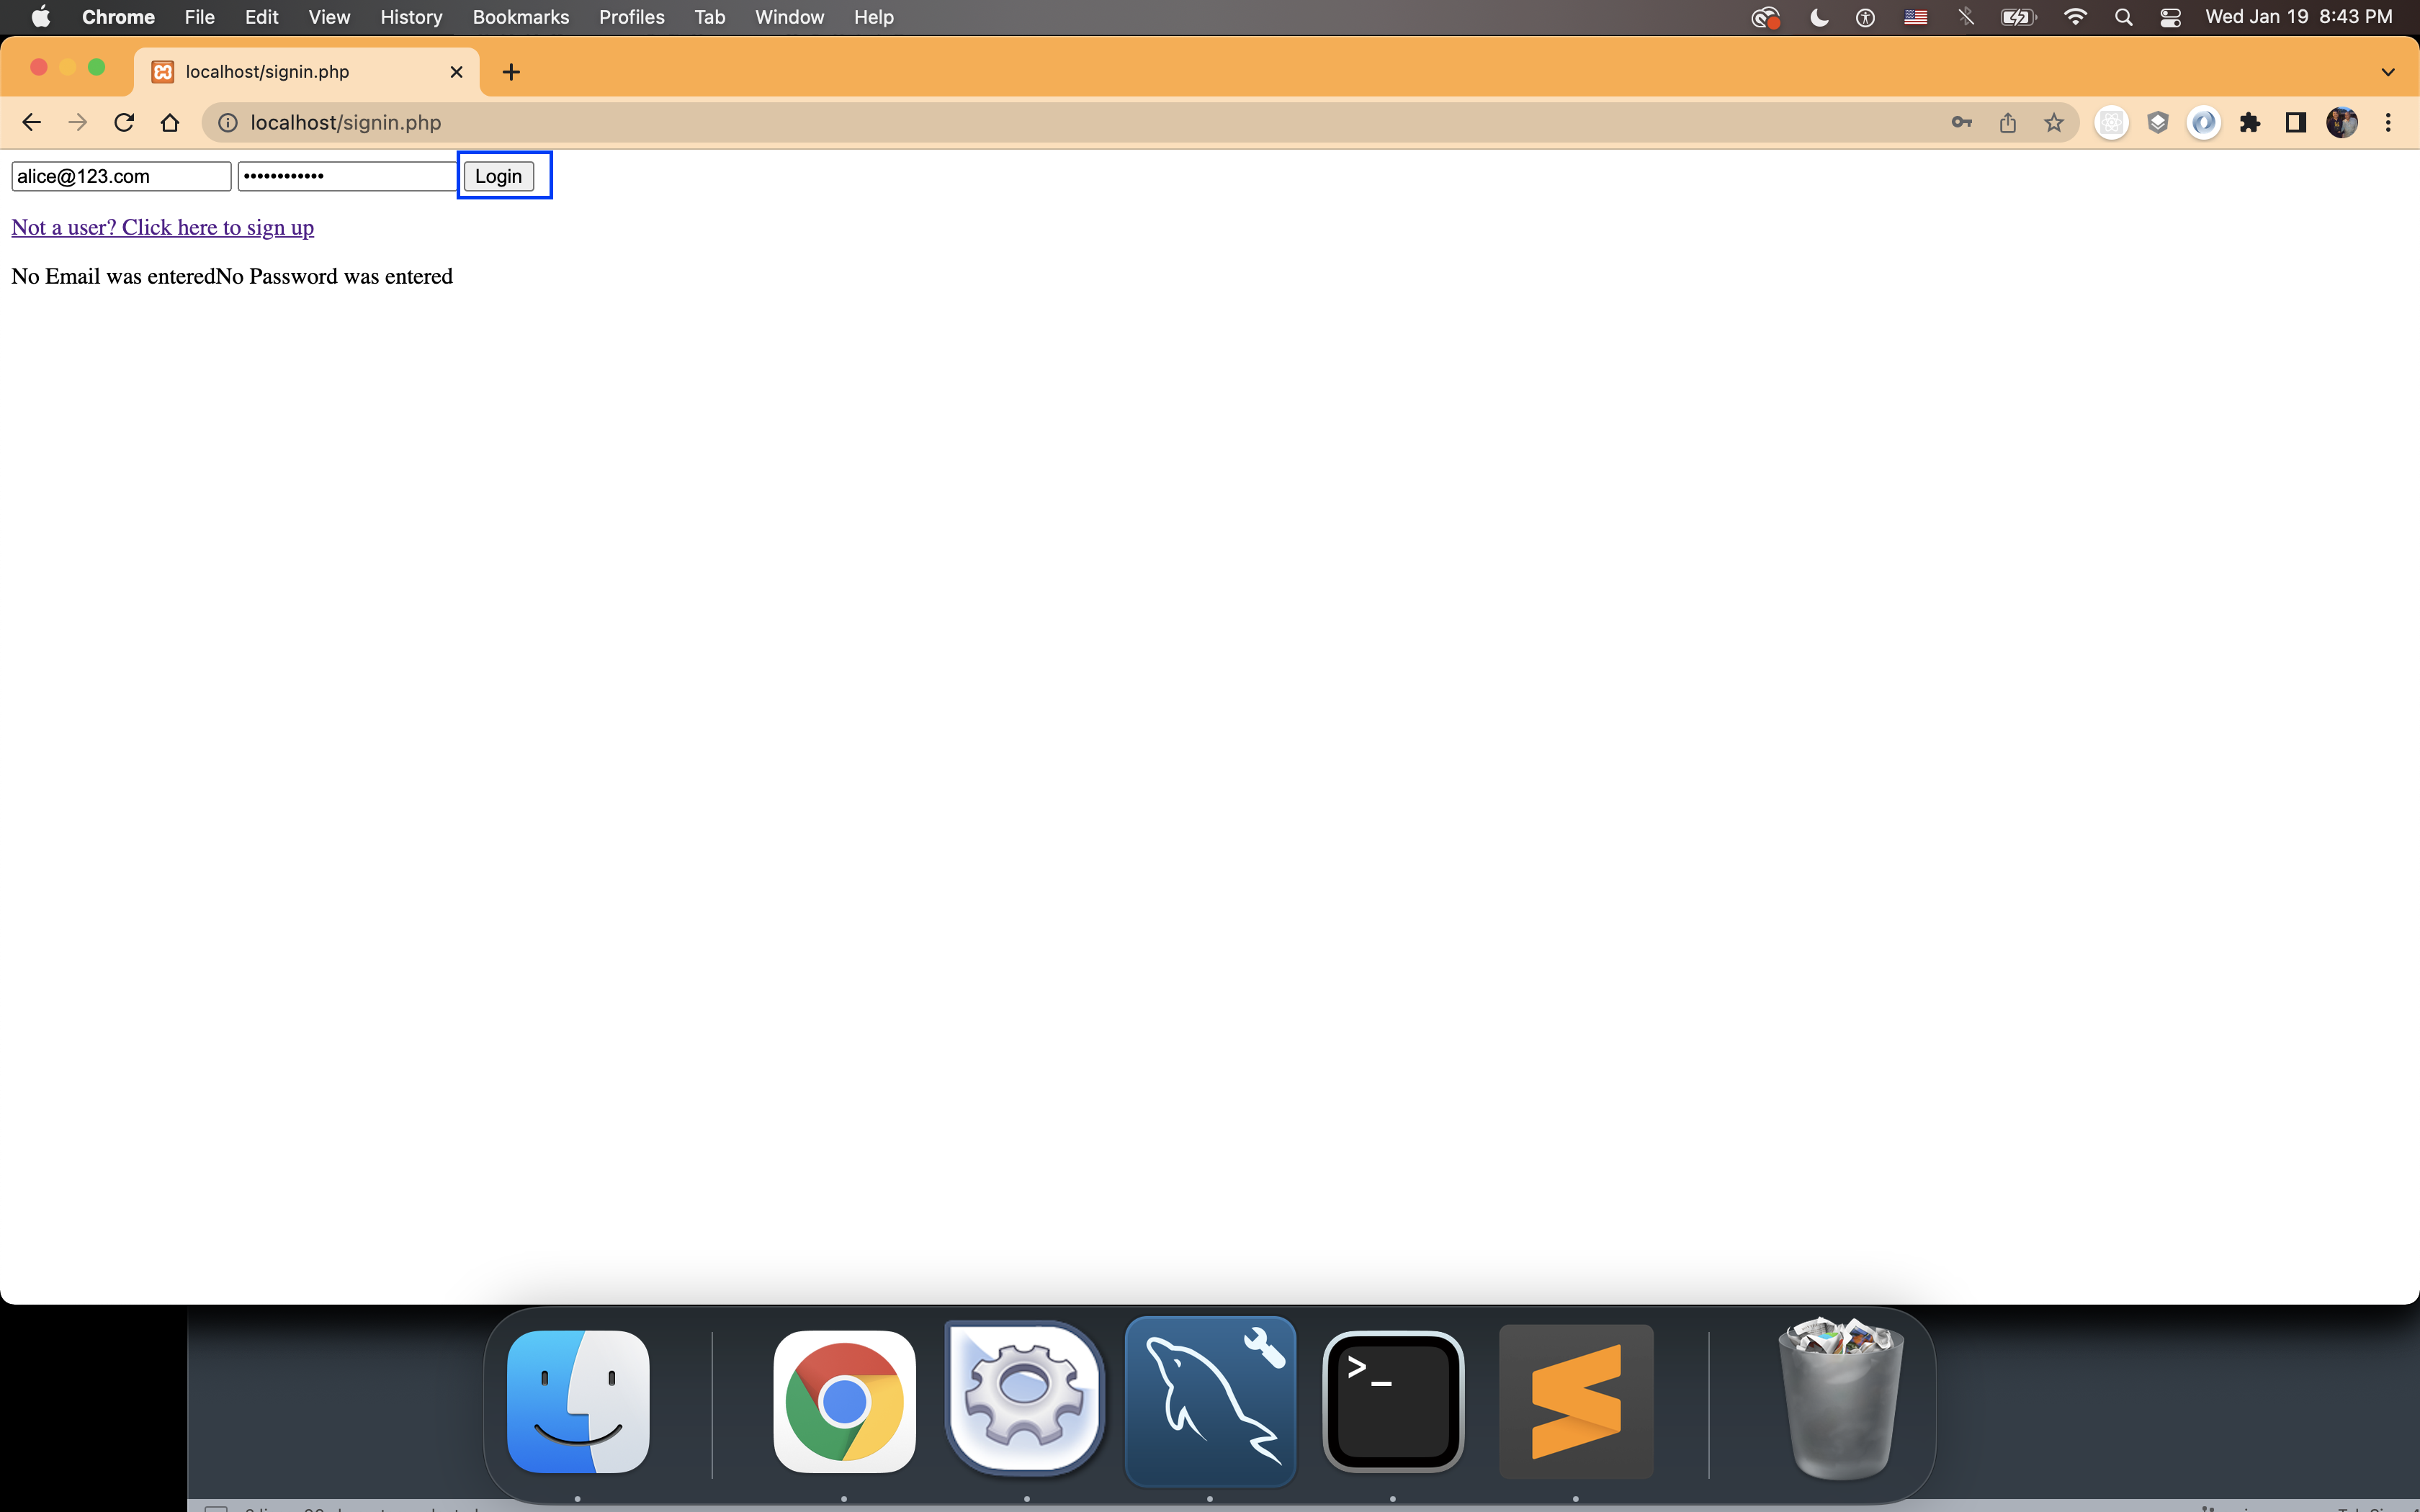 Chrome File Edit View History Bookmarks Profiles Tab Window Help Wed Jan 19 8:43 PM
localhost/signin.php
localhost/signin.php
alice@123.com •••••••••••• Login
Not a user? Click here to sign up
No Email was enteredNo Password was entered
>_